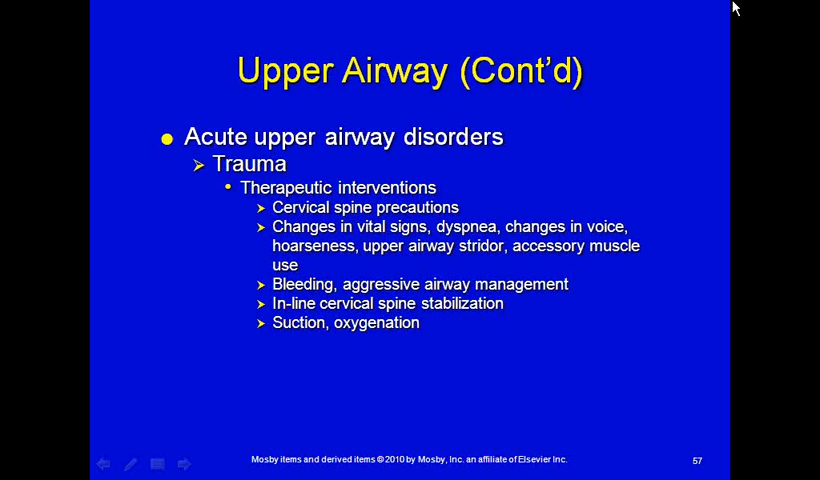 Upper Airway (Cont'd)
Acute upper airway disorders
Trauma
Therapeutic interventions
Cervical spine precautions
Changes in vital signs, dyspnea, changes in voice,
hoarseness, upper airway stridor, accessory muscle
use
Bleeding, aggressive airway management
In-line cervical spine stabilization
Suction, oxygenation
Mosby items and derived items © 2010 by Mosby, Inc. an affiliate of Elsevier Inc.
57